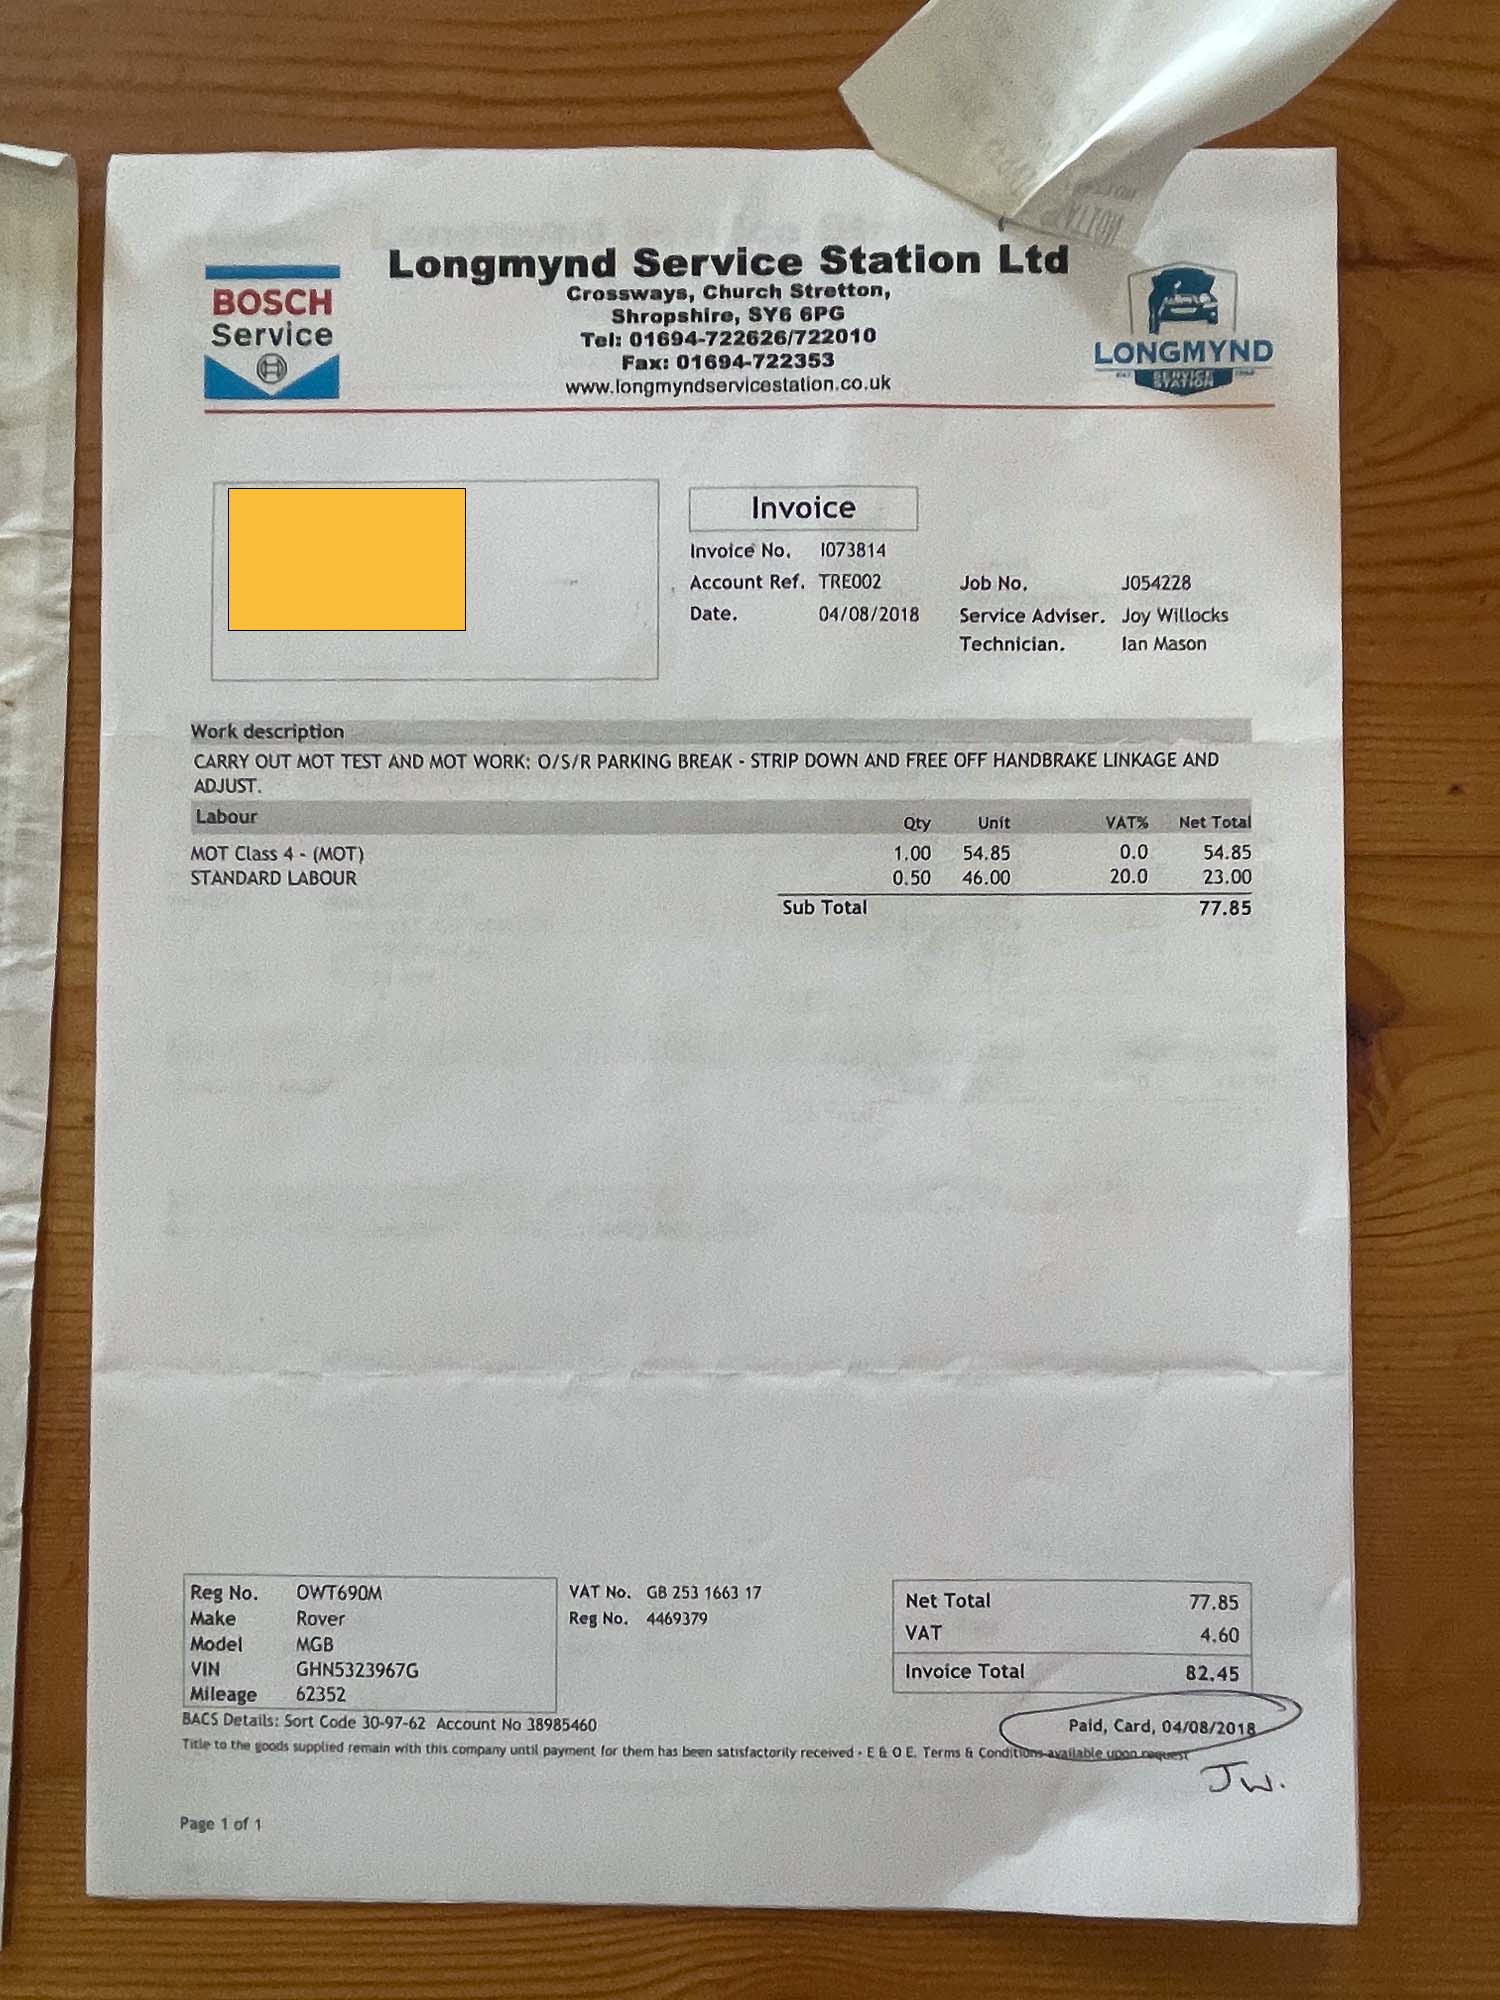 Longmynd Service Station Ltd
Crossways, Church Stretton,
Shropshire, SY6 6PG
Tel: 01694-722626/722010
Fax: 01694-722353
www.longmyndservicestation.co.uk
BOSCH
Service
LONGMYND
SERVICE
STATION
Invoice
Invoice No. I073814
Account Ref. TRE002 Job No. J054228
Date. 04/08/2018 Service Adviser. Joy Willocks
Technician. Ian Mason
Work description
CARRY OUT MOT TEST AND MOT WORK: O/S/R PARKING BREAK - STRIP DOWN AND FREE OFF HANDBRAKE LINKAGE AND
ADJUST.
Labour Qty Unit VAT% Net Total
MOT Class 4 - (MOT) 1.00 54.85 0.0 54.85
STANDARD LABOUR 0.50 46.00 20.0 23.00
Sub Total 77.85
Reg No. OWT690M
Make Rover
Model MGB
VIN GHN5323967G
Mileage 62352
VAT No. GB 253 1663 17
Reg No. 4469379
Net Total 77.85
VAT 4.60
Invoice Total 82.45
BACS Details: Sort Code 30-97-62 Account No 38985460
Paid, Card, 04/08/2018
Title to the goods supplied remain with this company until payment for them has been satisfactorily received - E & O E. Terms & Conditions available upon request
JW.
Page 1 of 1